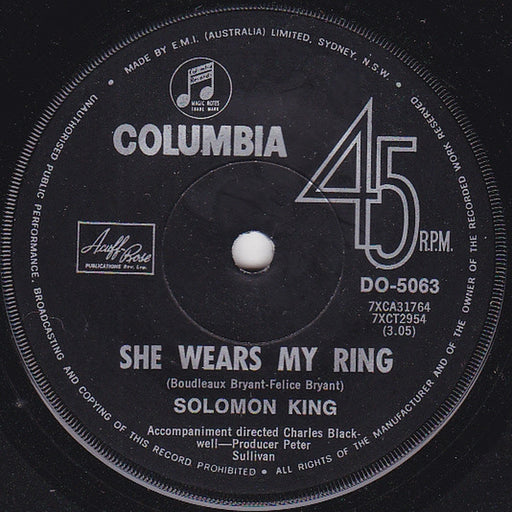 MADE BY E.M.I. (AUSTRALIA) LIMITED, SYDNEY, N.S.W.
MAGIC NOTES
TRADE MARK
COLUMBIA
45
R.P.M.
Acuff-Rose
PUBLICATIONS Pty. Ltd.
DO-5063
7XCA31764
7XCT2954
(3.05)
SHE WEARS MY RING
(Boudleaux Bryant-Felice Bryant)
SOLOMON KING
Accompaniment directed Charles Black-
well—Producer Peter
Sullivan
UNAUTHORISED PUBLIC PERFORMANCE, BROADCASTING AND COPYING OF THIS RECORD PROHIBITED • ALL RIGHTS OF THE MANUFACTURER AND OF THE OWNER OF THE RECORDED WORK RESERVED •